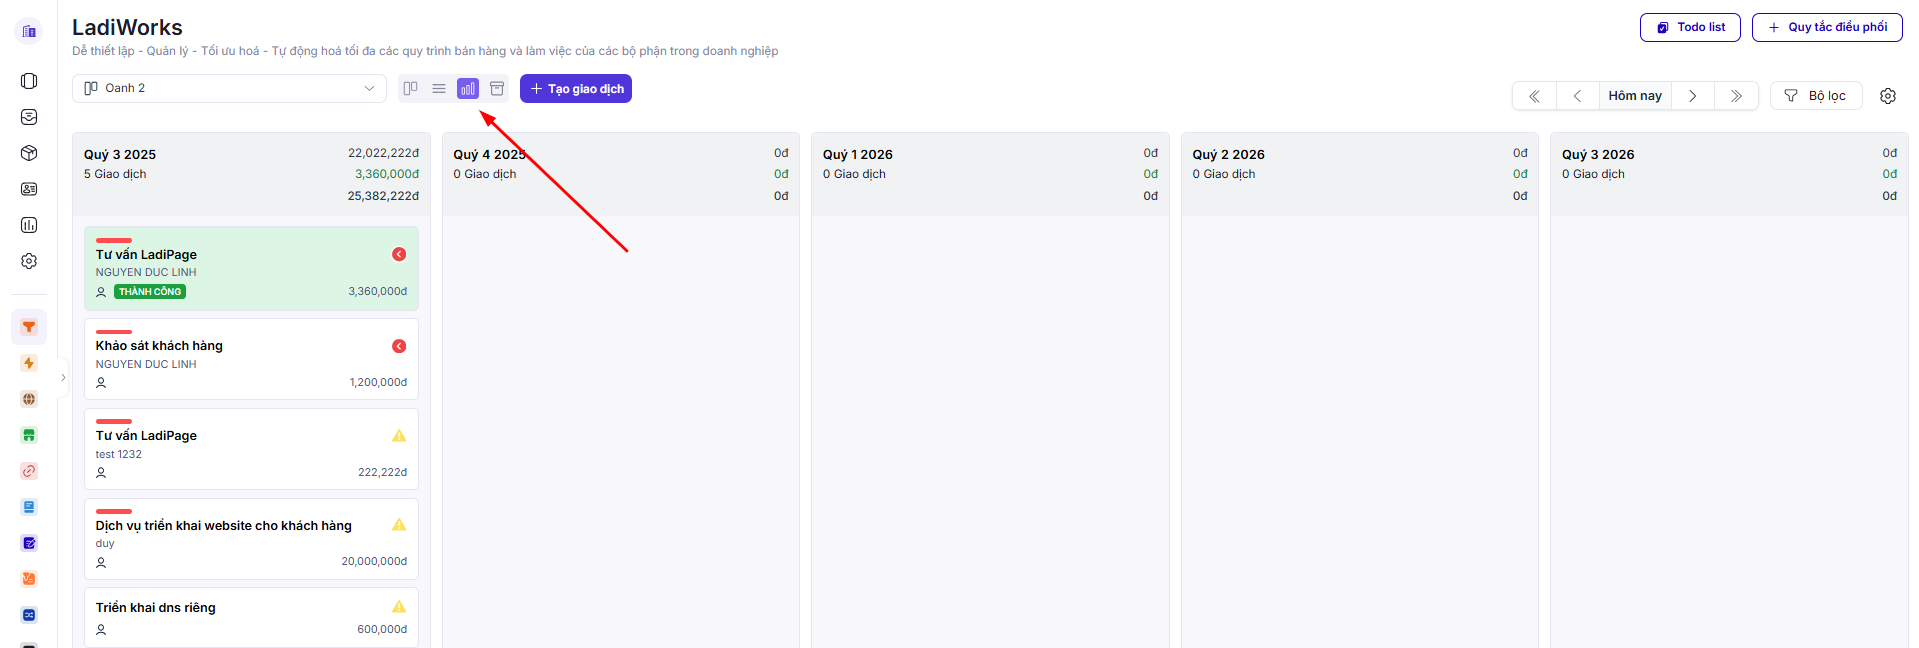 LadiWorks
Dễ thiết lập - Quản lý - Tối ưu hoá - Tự động hoá tối đa các quy trình bán hàng và làm việc của các bộ phận trong doanh nghiệp
Todo list
Quy tắc điều phối
Oanh 2
Tạo giao dịch
Hôm nay
Bộ lọc
Quý 3 2025
22,022,222đ
5 Giao dịch
3,360,000đ
25,382,222đ
Quý 4 2025
0đ
0 Giao dịch
0đ
0đ
Quý 1 2026
0đ
0 Giao dịch
0đ
0đ
Quý 2 2026
0đ
0 Giao dịch
0đ
0đ
Quý 3 2026
0đ
0 Giao dịch
0đ
0đ
Tư vấn LadiPage
NGUYEN DUC LINH
THÀNH CÔNG
3,360,000đ
Khảo sát khách hàng
NGUYEN DUC LINH
1,200,000đ
Tư vấn LadiPage
test 1232
222,222đ
Dịch vụ triển khai website cho khách hàng
duy
20,000,000đ
Triển khai dns riêng
600,000đ